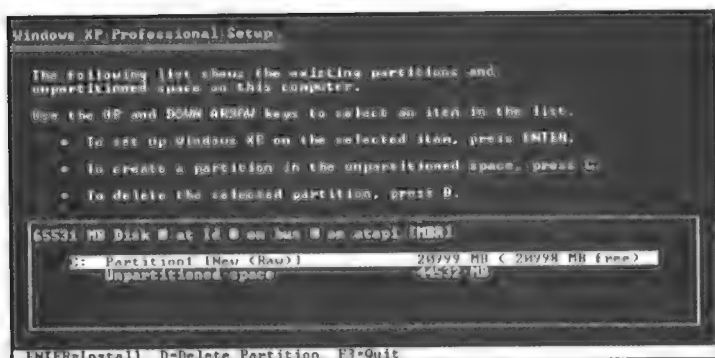 Windows XP Professional Setup
The following list shows the existing partitions and
unpartitioned space on this computer.
Use the UP and DOWN ARROW keys to select an item in the list.
• To set up Windows XP on the selected item, press ENTER.
• To create a partition in the unpartitioned space, press C.
• To delete the selected partition, press D.
65531 MB Disk 0 at Id 0 on bus 0 on atapi [MBR]
C: Partition1 [New (Raw)] 20999 MB ( 20998 MB free)
Unpartitioned space 44532 MB
ENTER=Install D=Delete Partition F3=Quit